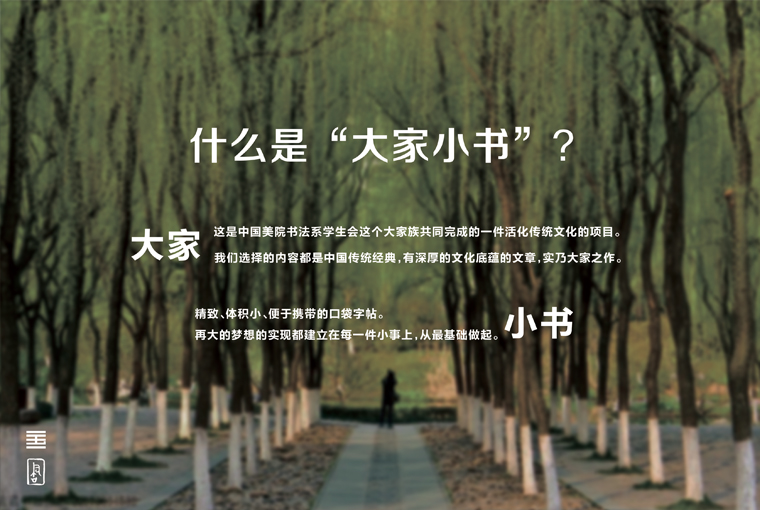 什么是“大家小书”？
大家
这是中国美院书法系学生会这个大家族共同完成的一件活化传统文化的项目。
我们选择的内容都是中国传统经典，有深厚的文化底蕴的文章，实乃大家之作。
精致、体积小、便于携带的口袋字帖。
再大的梦想的实现都建立在每一件小事上，从最基础做起。
小书